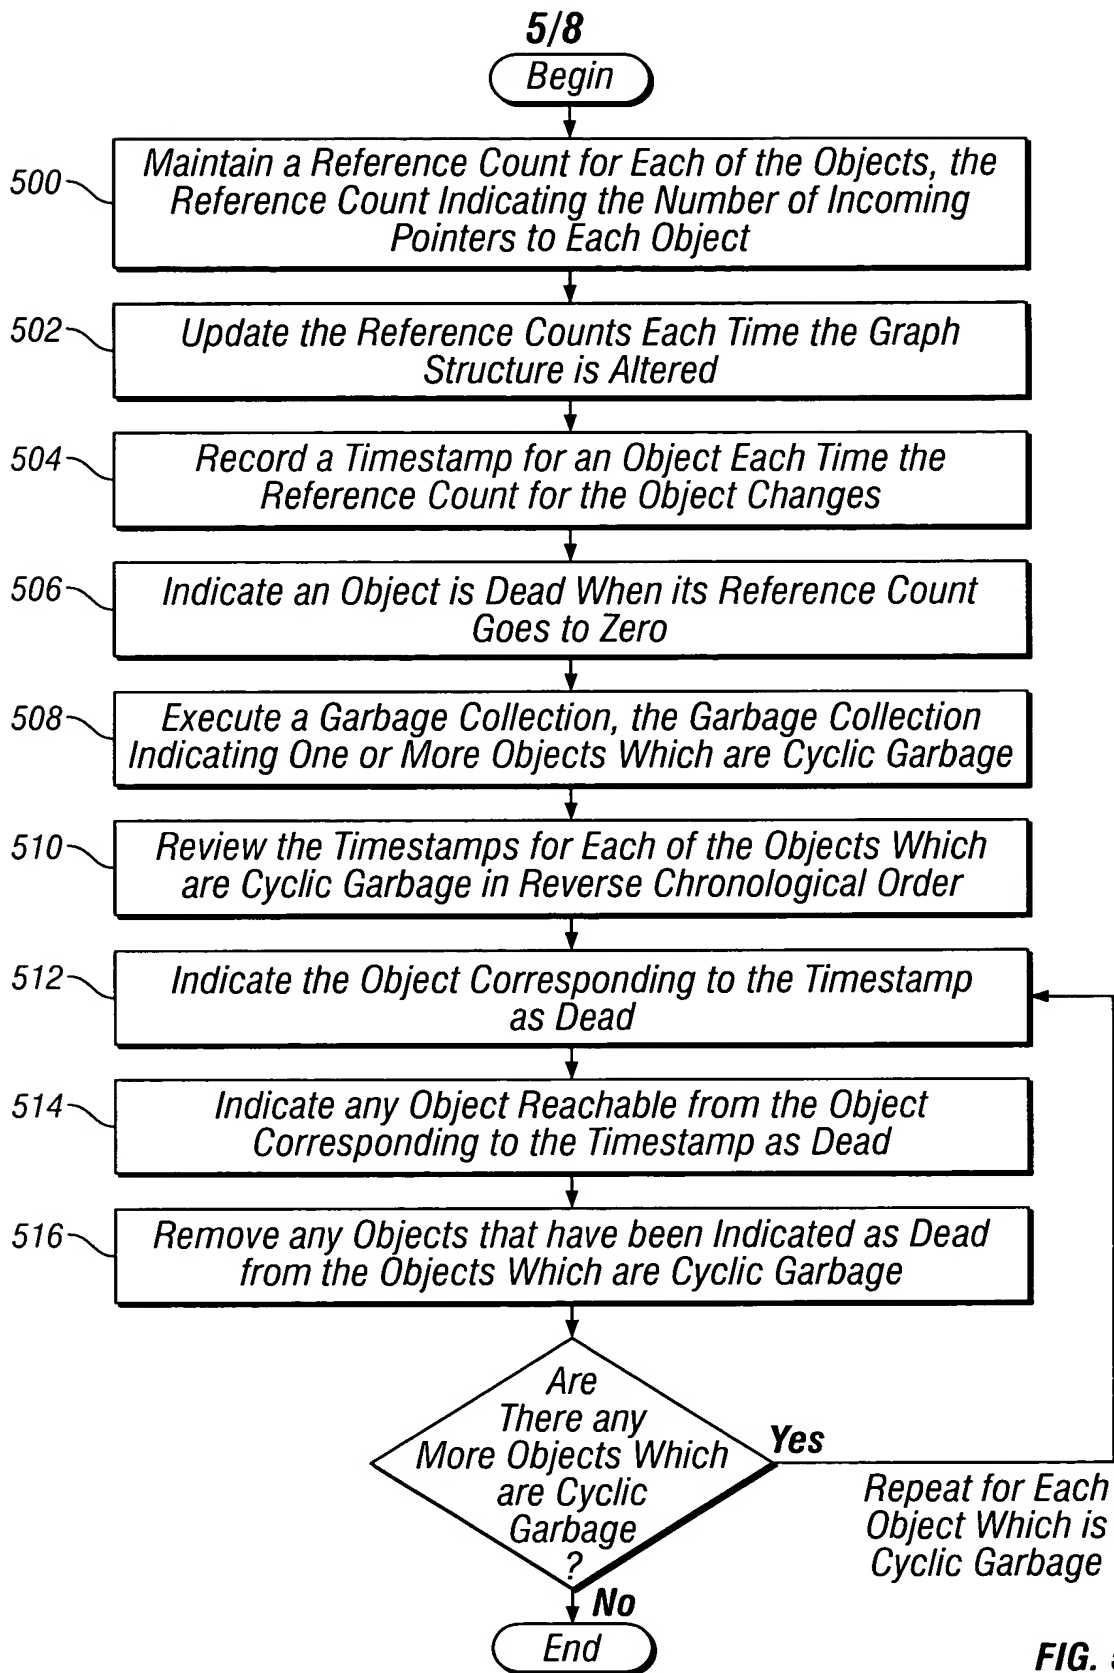 5/8
Begin
500
Maintain a Reference Count for Each of the Objects, the
Reference Count Indicating the Number of Incoming
Pointers to Each Object
502
Update the Reference Counts Each Time the Graph
Structure is Altered
504
Record a Timestamp for an Object Each Time the
Reference Count for the Object Changes
506
Indicate an Object is Dead When its Reference Count
Goes to Zero
508
Execute a Garbage Collection, the Garbage Collection
Indicating One or More Objects Which are Cyclic Garbage
510
Review the Timestamps for Each of the Objects Which
are Cyclic Garbage in Reverse Chronological Order
512
Indicate the Object Corresponding to the Timestamp
as Dead
514
Indicate any Object Reachable from the Object
Corresponding to the Timestamp as Dead
516
Remove any Objects that have been Indicated as Dead
from the Objects Which are Cyclic Garbage
Are
There any
More Objects Which
are Cyclic
Garbage
?
Yes
Repeat for Each
Object Which is
Cyclic Garbage
No
End
FIG.